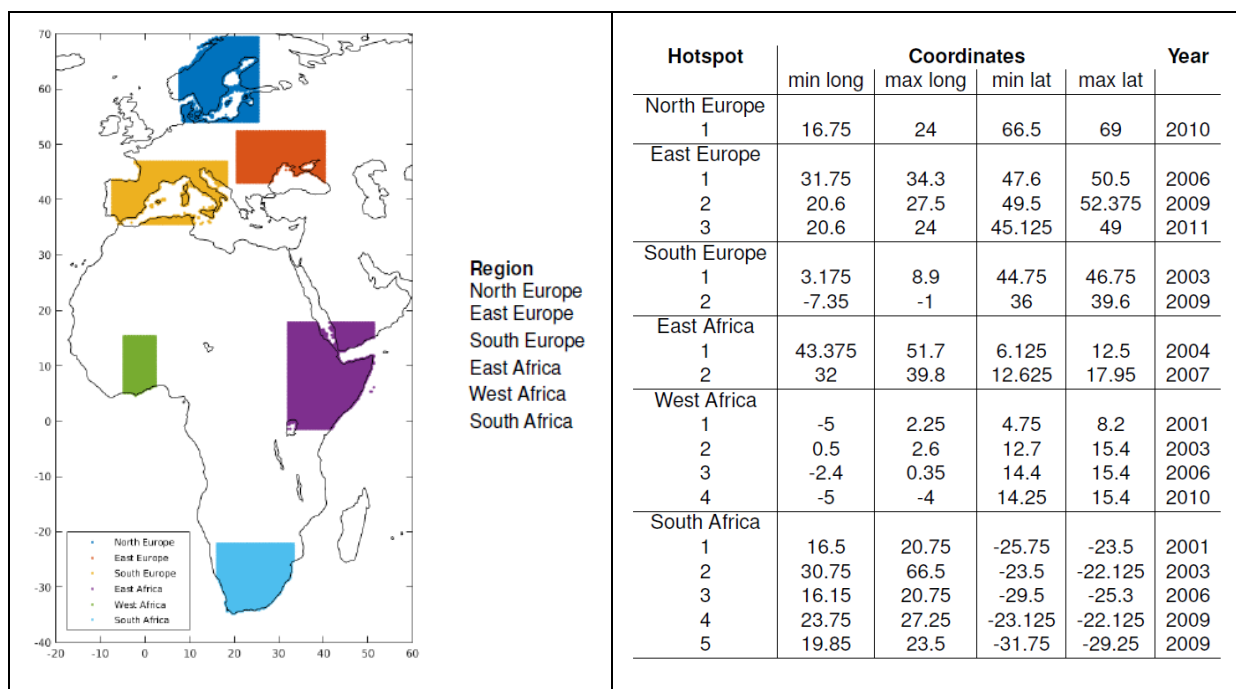 70
60
50
40
30
20
10
0
-10
-20
-30
-40
-20 -10 0 10 20 30 40 50 60
North Europe
East Europe
South Europe
East Africa
West Africa
South Africa
Region
North Europe
East Europe
South Europe
East Africa
West Africa
South Africa
Hotspot Coordinates Year
min long max long min lat max lat
North Europe
1 16.75 24 66.5 69 2010
East Europe
1 31.75 34.3 47.6 50.5 2006
2 20.6 27.5 49.5 52.375 2009
3 20.6 24 45.125 49 2011
South Europe
1 3.175 8.9 44.75 46.75 2003
2 -7.35 -1 36 39.6 2009
East Africa
1 43.375 51.7 6.125 12.5 2004
2 32 39.8 12.625 17.95 2007
West Africa
1 -5 2.25 4.75 8.2 2001
2 0.5 2.6 12.7 15.4 2003
3 -2.4 0.35 14.4 15.4 2006
4 -5 -4 14.25 15.4 2010
South Africa
1 16.5 20.75 -25.75 -23.5 2001
2 30.75 66.5 -23.5 -22.125 2003
3 16.15 20.75 -29.5 -25.3 2006
4 23.75 27.25 -23.125 -22.125 2009
5 19.85 23.5 -31.75 -29.25 2009